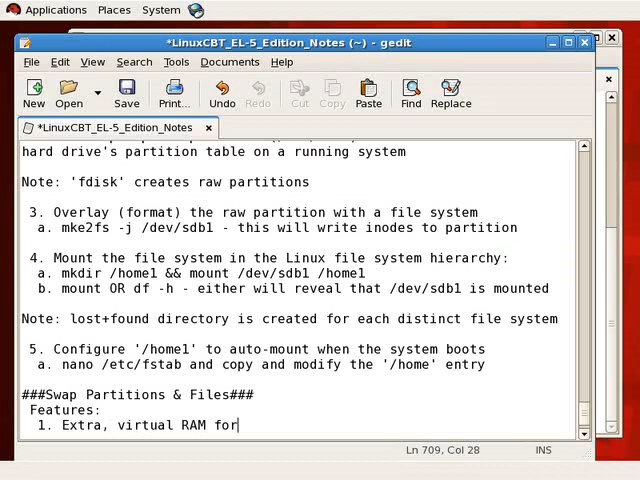 Applications Places System
*LinuxCBT_EL-5_Edition_Notes (~) - gedit
File Edit View Search Tools Documents Help
New Open Save Print... Undo Redo Cut Copy Paste Find Replace
*LinuxCBT_EL-5_Edition_Notes
hard drive's partition table on a running system
Note: 'fdisk' creates raw partitions
3. Overlay (format) the raw partition with a file system
a. mke2fs -j /dev/sdb1 - this will write inodes to partition
4. Mount the file system in the Linux file system hierarchy:
a. mkdir /home1 && mount /dev/sdb1 /home1
b. mount OR df -h - either will reveal that /dev/sdb1 is mounted
Note: lost+found directory is created for each distinct file system
5. Configure '/home1' to auto-mount when the system boots
a. nano /etc/fstab and copy and modify the '/home' entry
###Swap Partitions & Files###
Features:
1. Extra, virtual RAM for
Ln 709, Col 28 INS